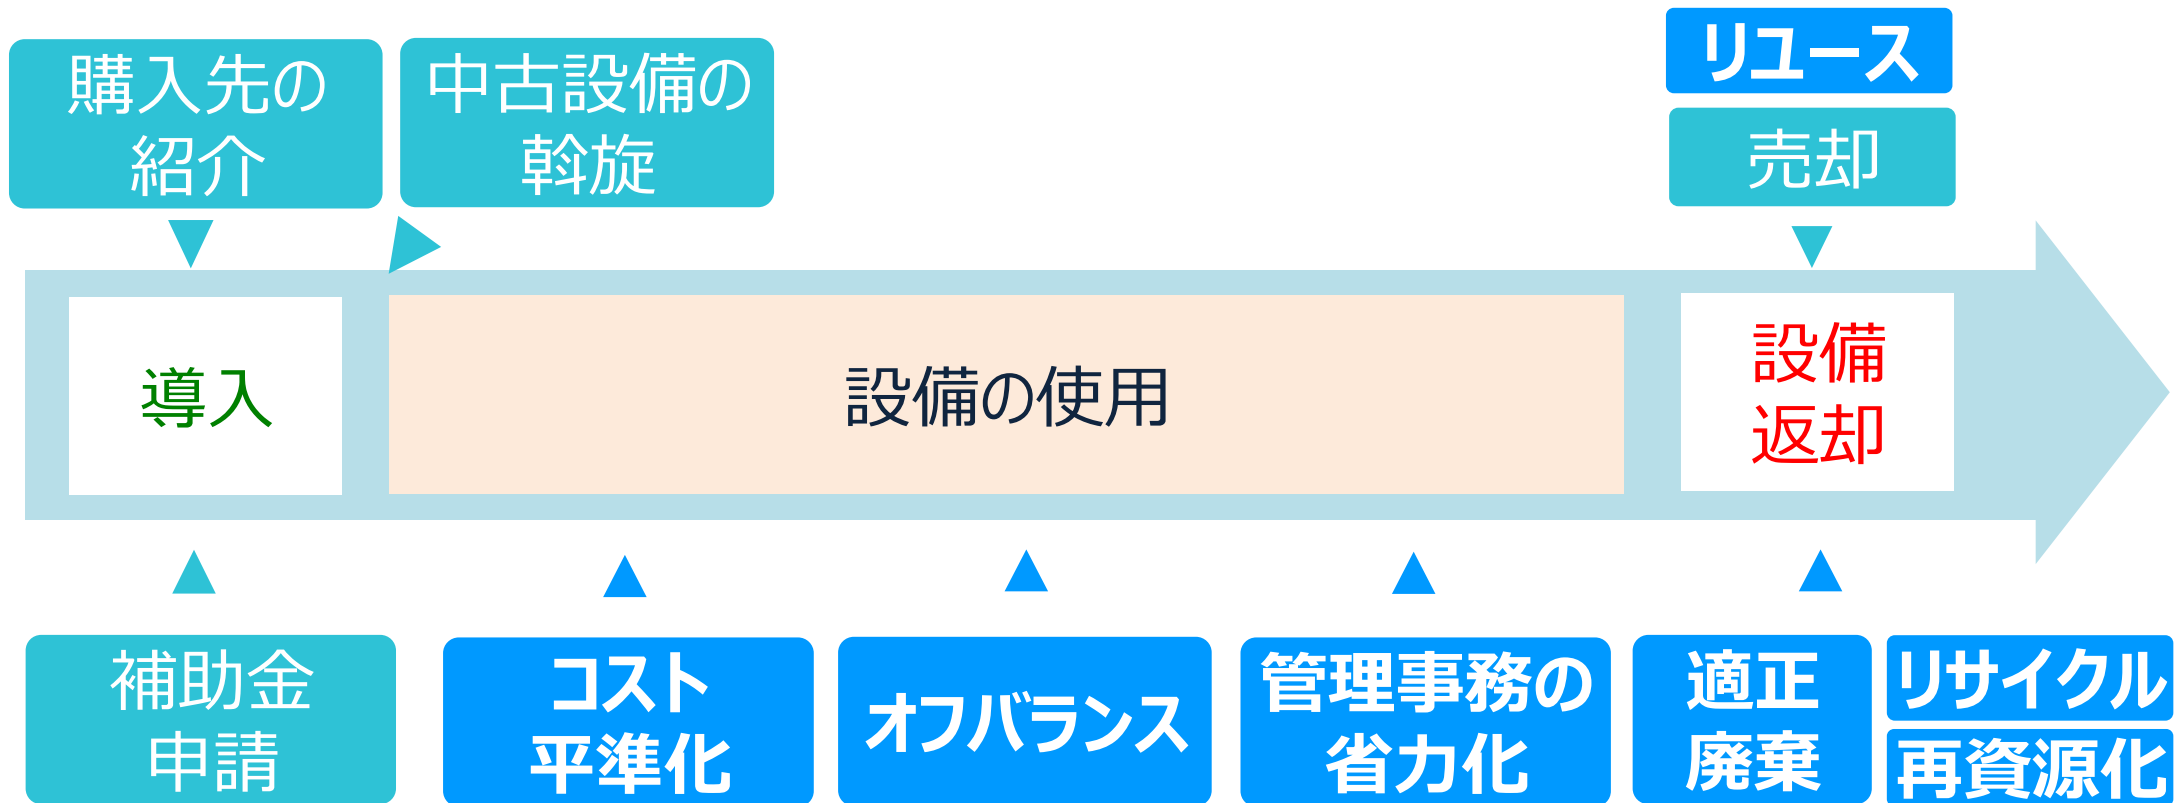 購入先の
紹介
中古設備の
斡旋
リユース
売却
導入
設備の使用
設備
返却
補助金
申請
コスト
平準化
オフバランス
管理事務の
省力化
適正
廃棄
リサイクル
再資源化